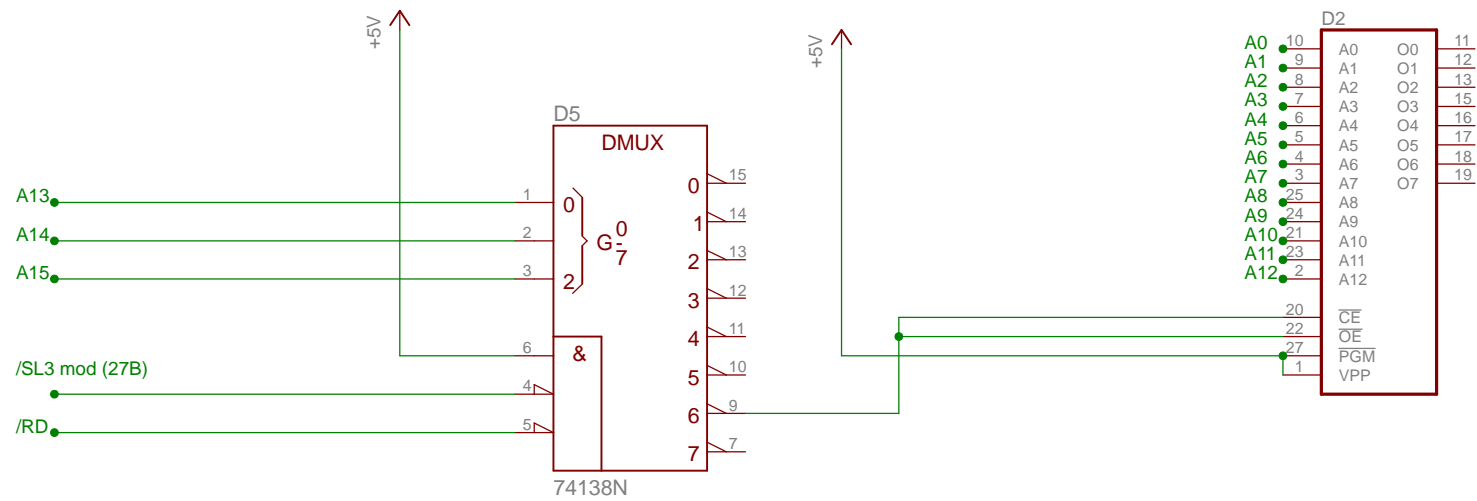 +5V
D5
DMUX
A13 1 0
A14 2
A15 3 2
G 0
7
6 &
/SL3 mod (27B)
4
/RD 5
0 15
1 14
2 13
3 12
4 11
5 10
6 9
7 7
74138N
+5V
D2
A0 10 A0 O0 11
A1 9 A1 O1 12
A2 8 A2 O2 13
A3 7 A3 O3 15
A4 6 A4 O4 16
A5 5 A5 O5 17
A6 4 A6 O6 18
A7 3 A7 O7 19
A8 25 A8
A9 24 A9
A10 21 A10
A11 23 A11
A12 2 A12
20 CE
22 OE
27 PGM
1 VPP